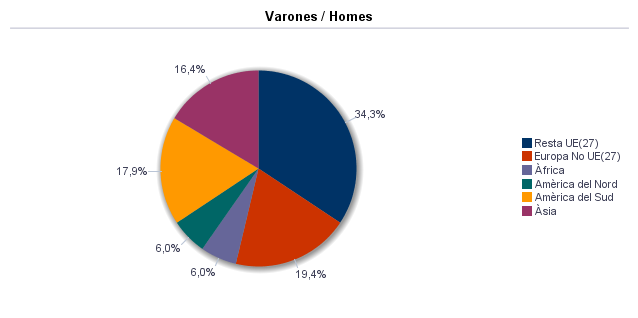 Varones / Homes
16,4%
34,3%
17,9%
6,0%
6,0%
19,4%
Resta UE(27)
Europa No UE(27)
Àfrica
Amèrica del Nord
Amèrica del Sud
Àsia